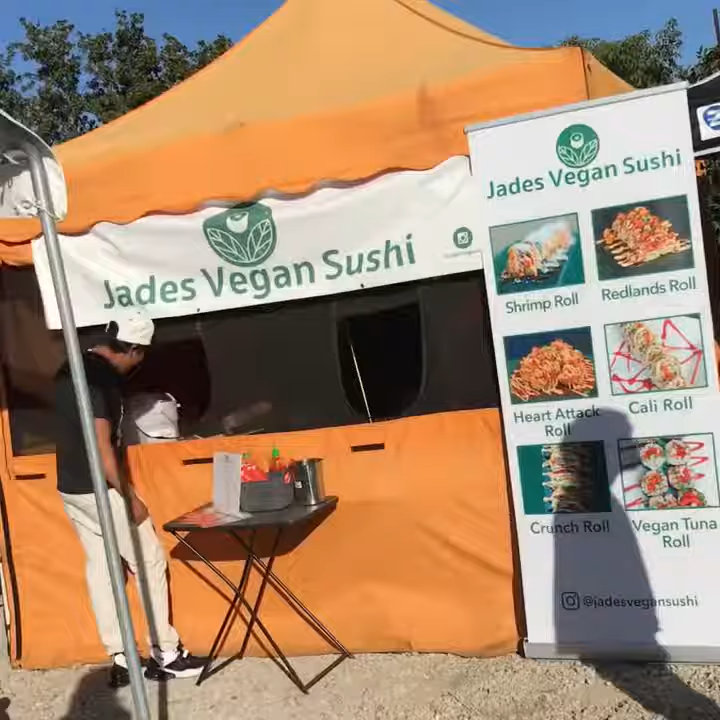 Jades Vegan Sushi
Jades Vegan Sushi
Shrimp Roll
Redlands Roll
Heart Attack
Roll
Cali Roll
Crunch Roll
Vegan Tuna
Roll
@jadesvegansushi